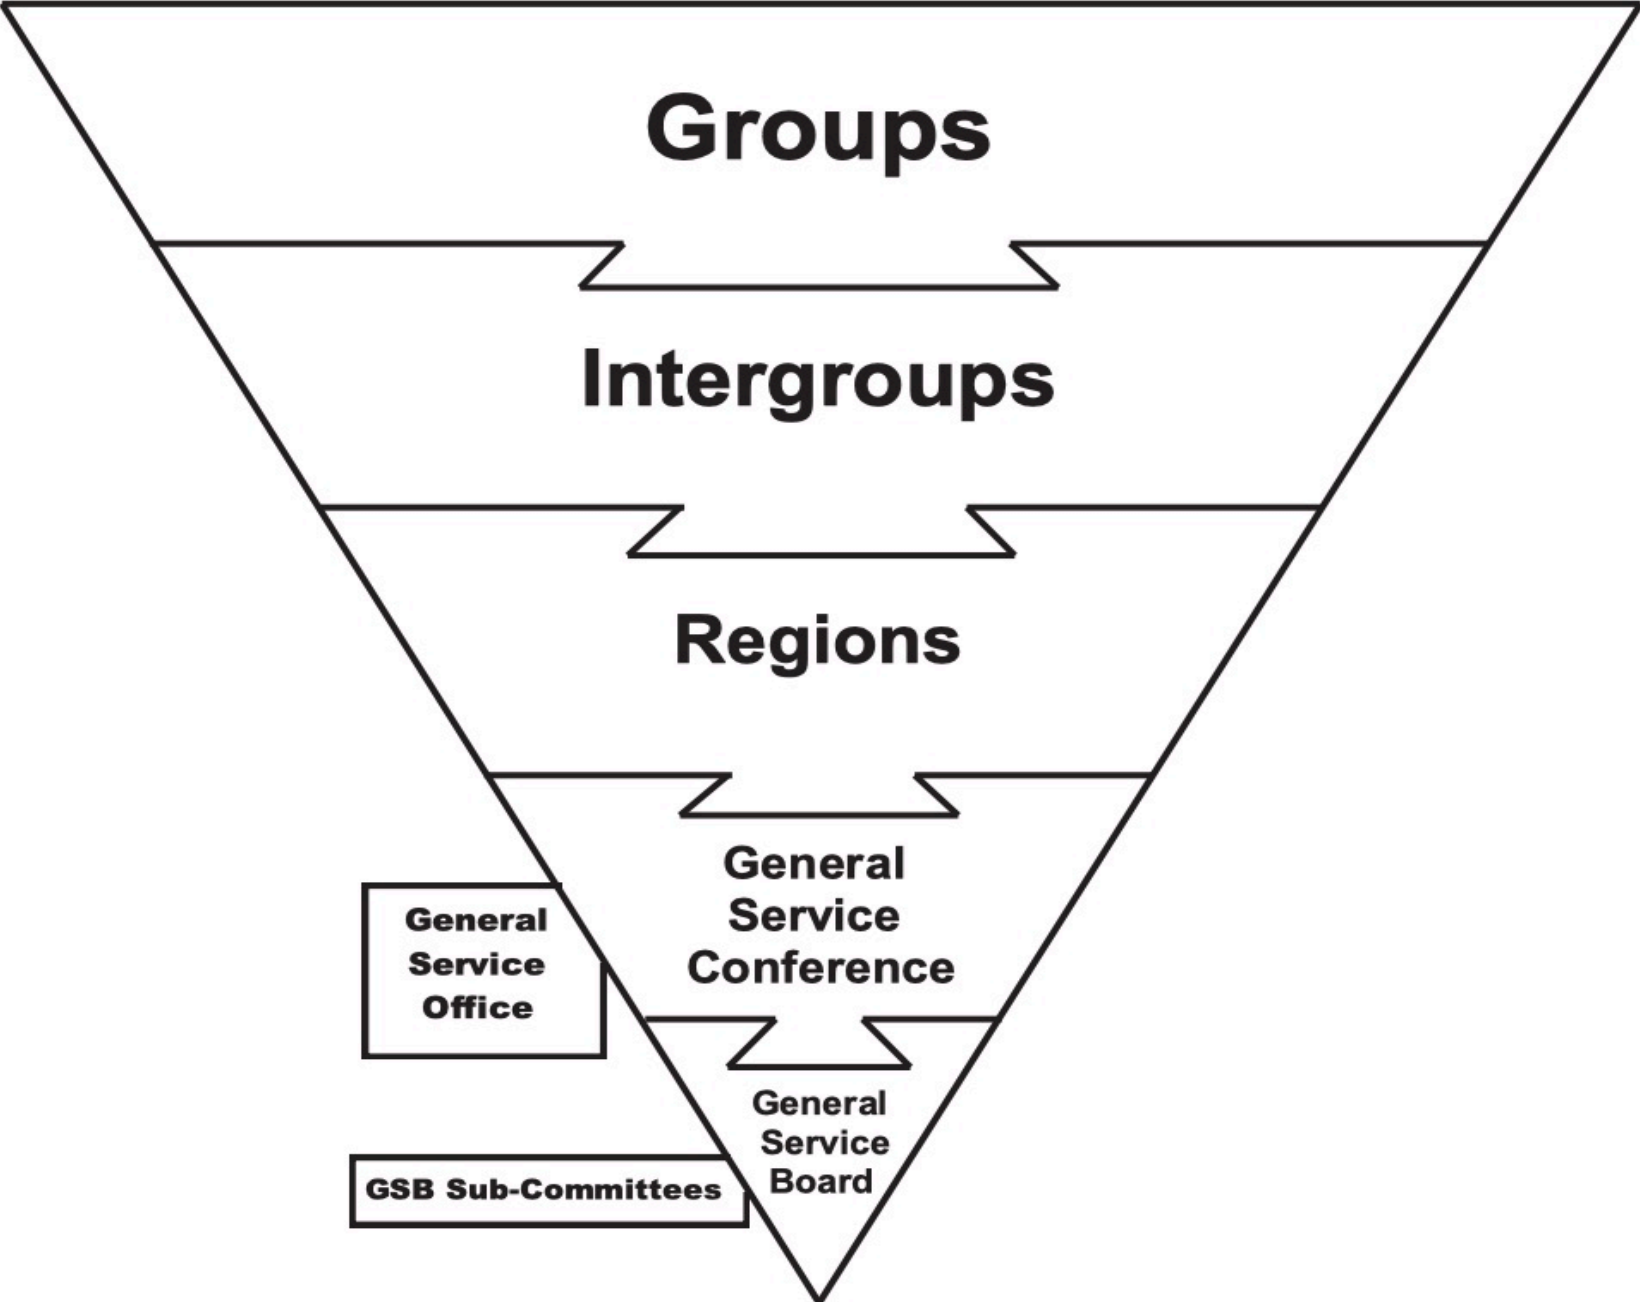 Groups
Intergroups
Regions
General
Service
Conference
General
Service
Office
General
Service
Board
GSB Sub-Committees